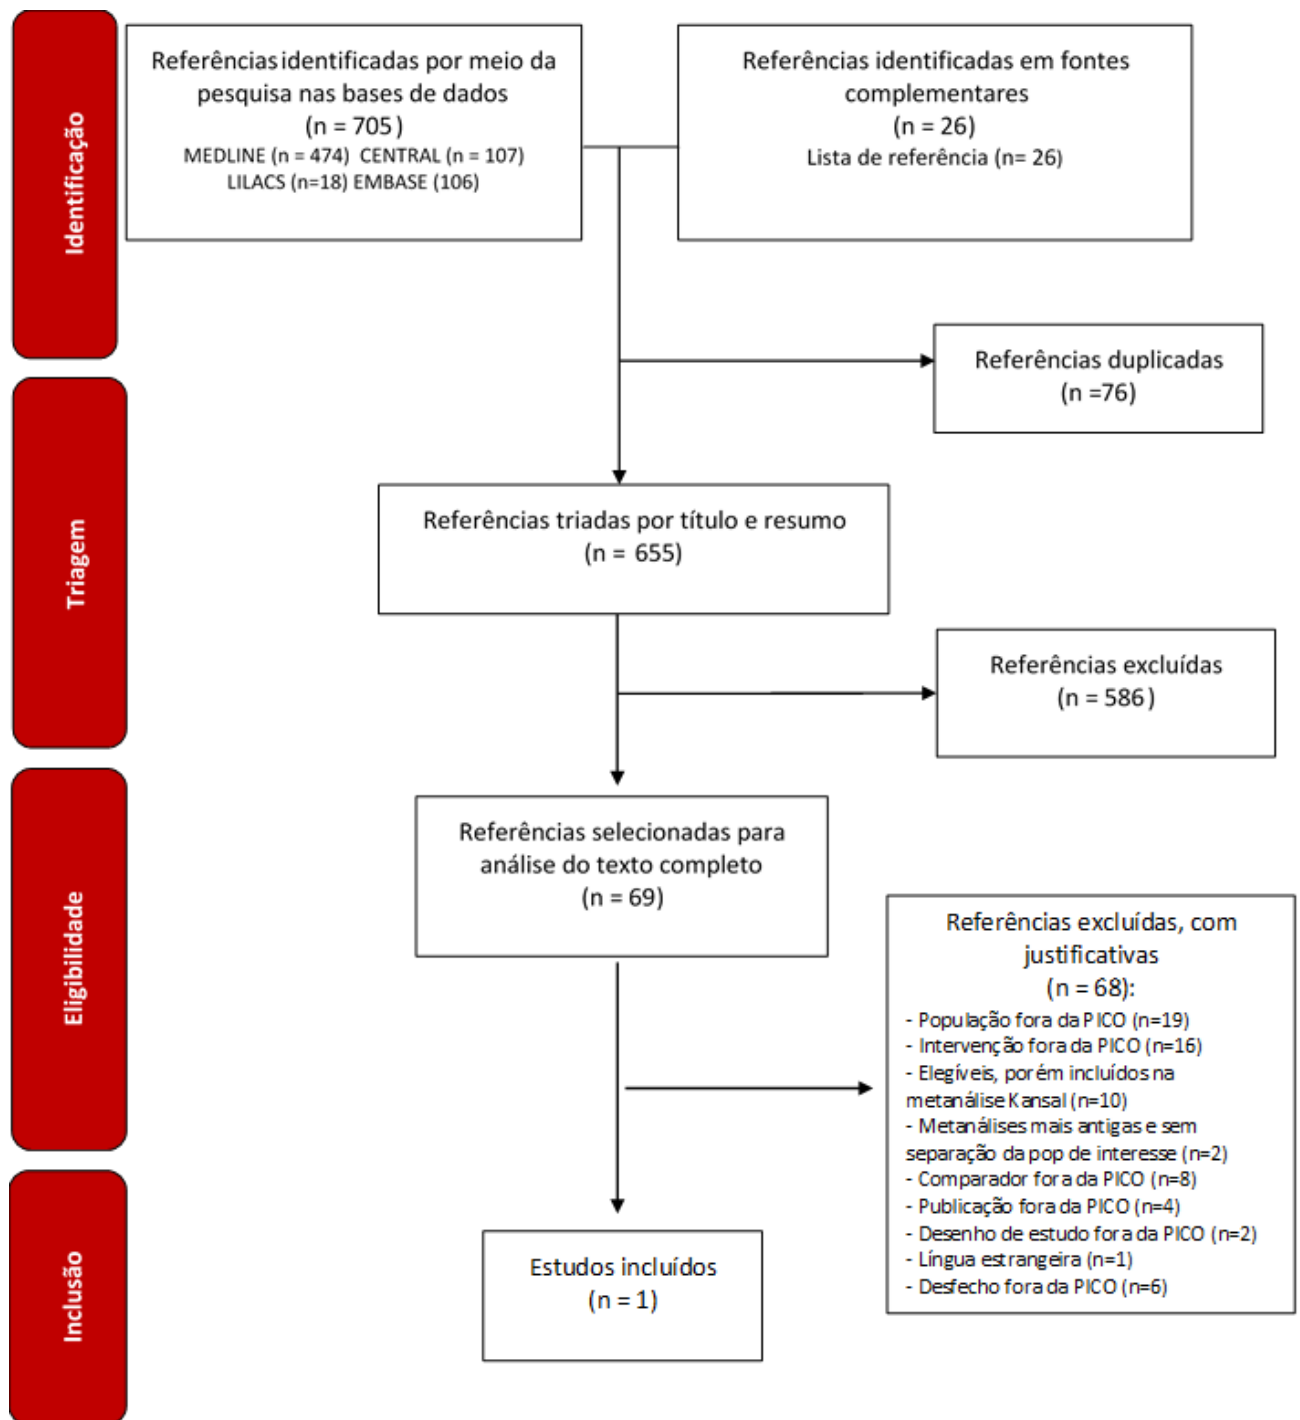 Identificação
Referências identificadas por meio da
pesquisa nas bases de dados
(n = 705)
MEDLINE (n = 474) CENTRAL (n = 107)
LILACS (n=18) EMBASE (106)
Referências identificadas em fontes
complementares
(n = 26)
Lista de referência (n= 26)
Referências duplicadas
(n =76)
Triagem
Referências triadas por título e resumo
(n = 655)
Referências excluídas
(n = 586)
Eligibilidade
Referências selecionadas para
análise do texto completo
(n = 69)
Referências excluídas, com
justificativas
(n = 68):
- População fora da PICO (n=19)
- Intervenção fora da PICO (n=16)
- Elegíveis, porém incluídos na
metanálise Kansal (n=10)
- Metanálises mais antigas e sem
separação da pop de interesse (n=2)
- Comparador fora da PICO (n=8)
- Publicação fora da PICO (n=4)
- Desenho de estudo fora da PICO (n=2)
- Língua estrangeira (n=1)
- Desfecho fora da PICO (n=6)
Inclusão
Estudos incluídos
(n = 1)